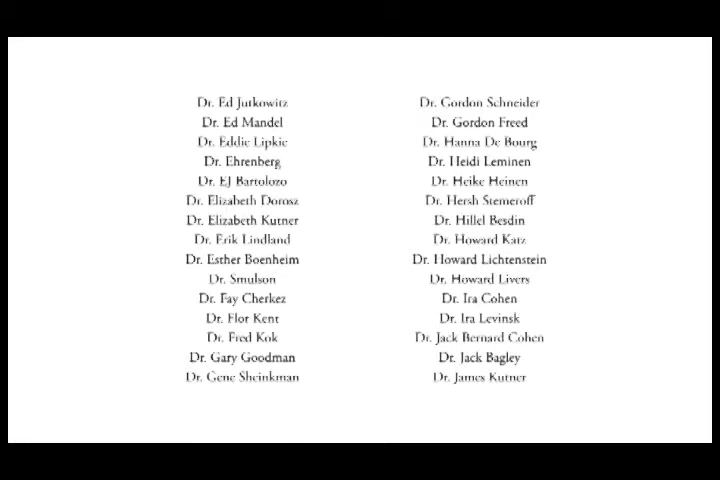 Dr. Ed Jutkowitz
Dr. Ed Mandel
Dr. Eddie Lipkie
Dr. Ehrenberg
Dr. EJ Bartolozo
Dr. Elizabeth Dorosz
Dr. Elizabeth Kutner
Dr. Erik Lindland
Dr. Esther Boenheim
Dr. Smulson
Dr. Fay Cherkez
Dr. Flor Kent
Dr. Fred Kok
Dr. Gary Goodman
Dr. Gene Sheinkman
Dr. Gordon Schneider
Dr. Gordon Freed
Dr. Hanna De Bourg
Dr. Heidi Leminen
Dr. Heike Heinen
Dr. Hersh Stemeroff
Dr. Hillel Besdin
Dr. Howard Katz
Dr. Howard Lichtenstein
Dr. Howard Livers
Dr. Ira Cohen
Dr. Ira Levinsk
Dr. Jack Bernard Cohen
Dr. Jack Bagley
Dr. James Kutner